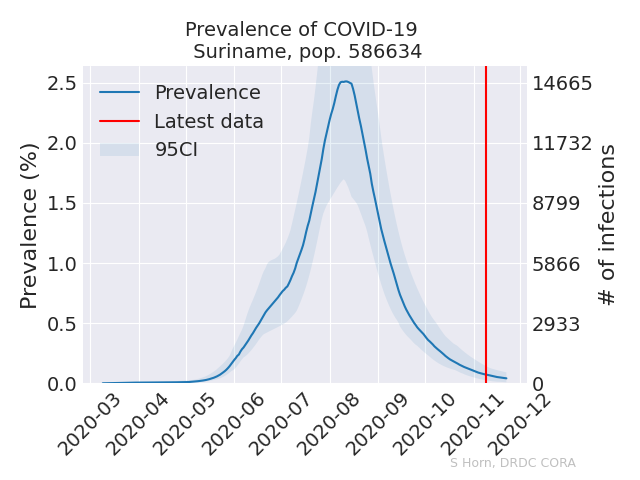 Prevalence of COVID-19
Suriname, pop. 586634
Prevalence (%)
2.5
2.0
1.5
1.0
0.5
0.0
Prevalence
Latest data
95CI
14665
11732
8799
5866
2933
0
# of infections
2020-03
2020-04
2020-05
2020-06
2020-07
2020-08
2020-09
2020-10
2020-11
2020-12
S Horn, DRDC CORA